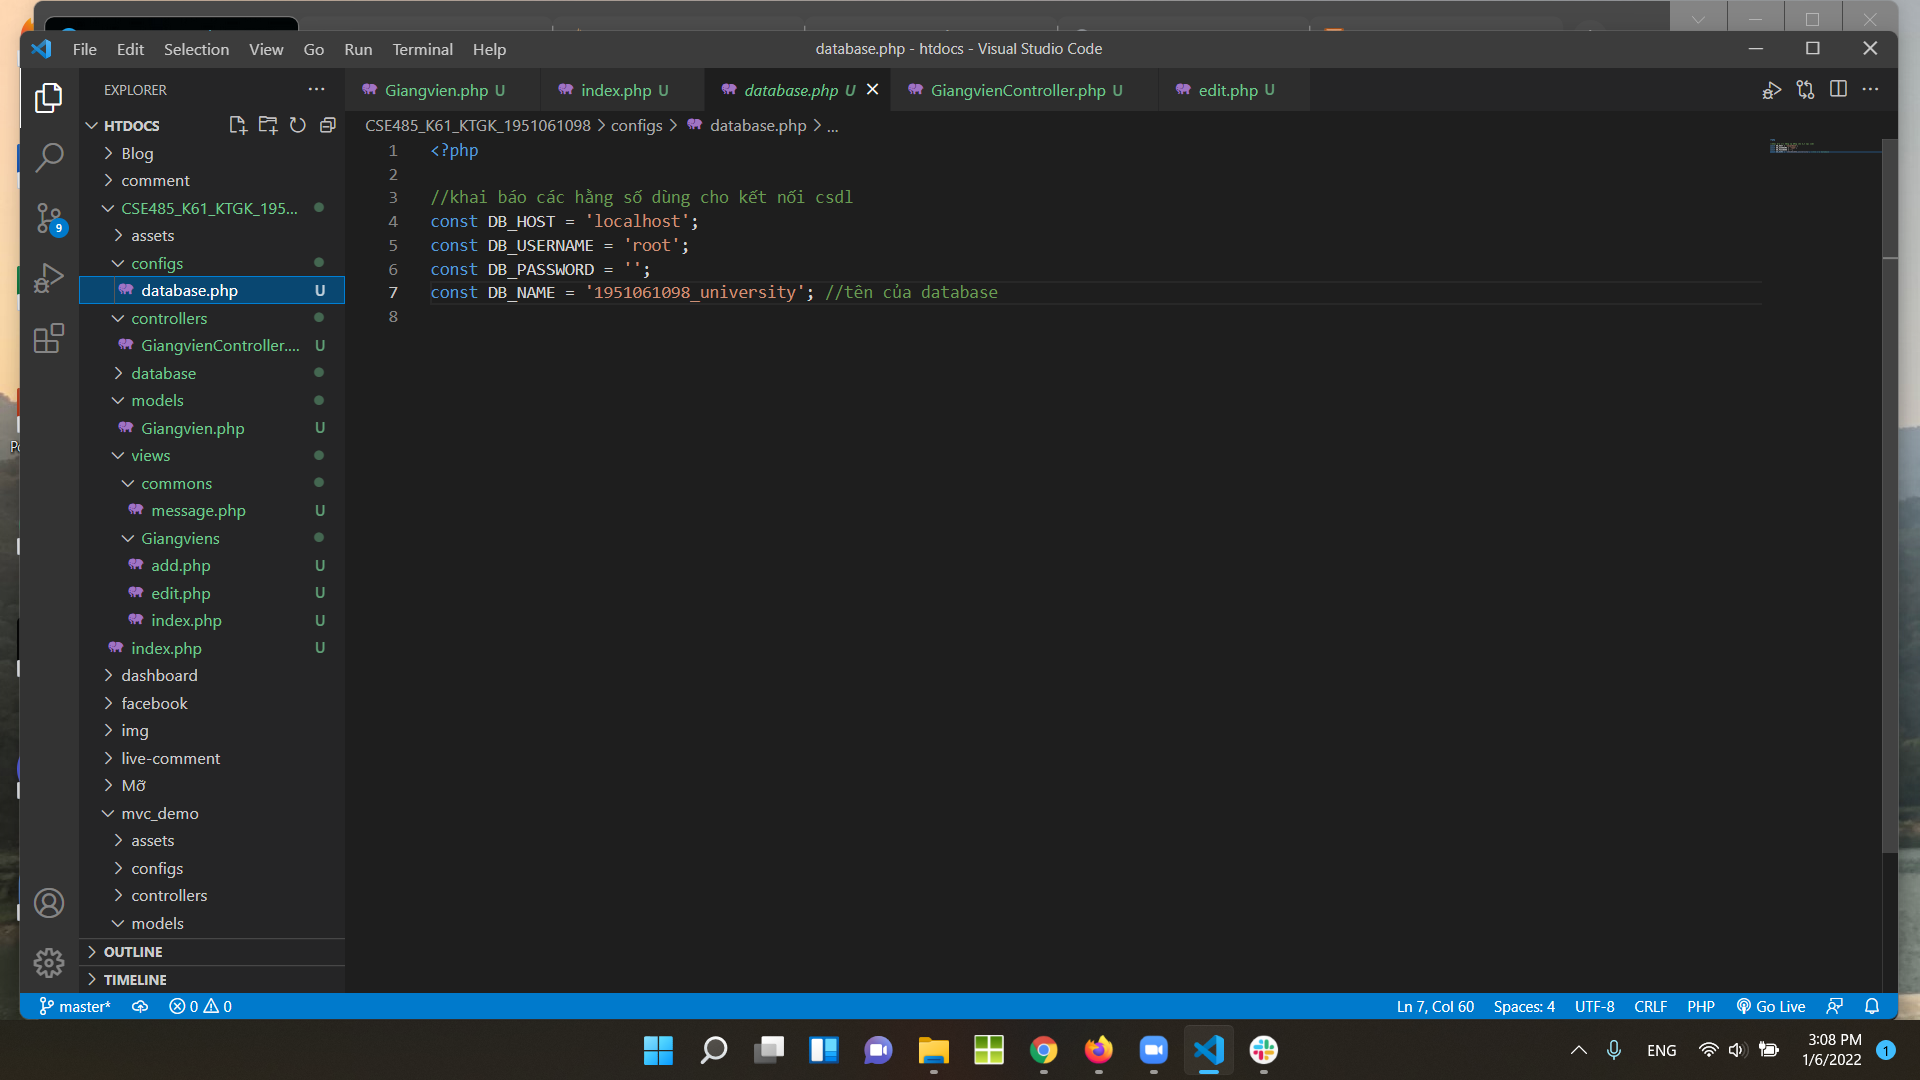 File Edit Selection View Go Run Terminal Help
database.php - htdocs - Visual Studio Code
EXPLORER
Giangvien.php U
index.php U
database.php U
GiangvienController.php U
edit.php U
HTDOCS
CSE485_K61_KTGK_1951061098 > configs > database.php > ...
Blog
comment
CSE485_K61_KTGK_195...
assets
configs
database.php U
controllers
GiangvienController.... U
database
models
Giangvien.php U
views
commons
message.php U
Giangviens
add.php U
edit.php U
index.php U
index.php U
dashboard
facebook
img
live-comment
Mỡ
mvc_demo
assets
configs
controllers
models
OUTLINE
TIMELINE
1 <?php
2
3 //khai báo các hằng số dùng cho kết nối csdl
4 const DB_HOST = 'localhost';
5 const DB_USERNAME = 'root';
6 const DB_PASSWORD = '';
7 const DB_NAME = '1951061098_university'; //tên của database
8
9
master* 0 0
Ln 7, Col 60 Spaces: 4 UTF-8 CRLF PHP Go Live
ENG
3:08 PM
1/6/2022
1